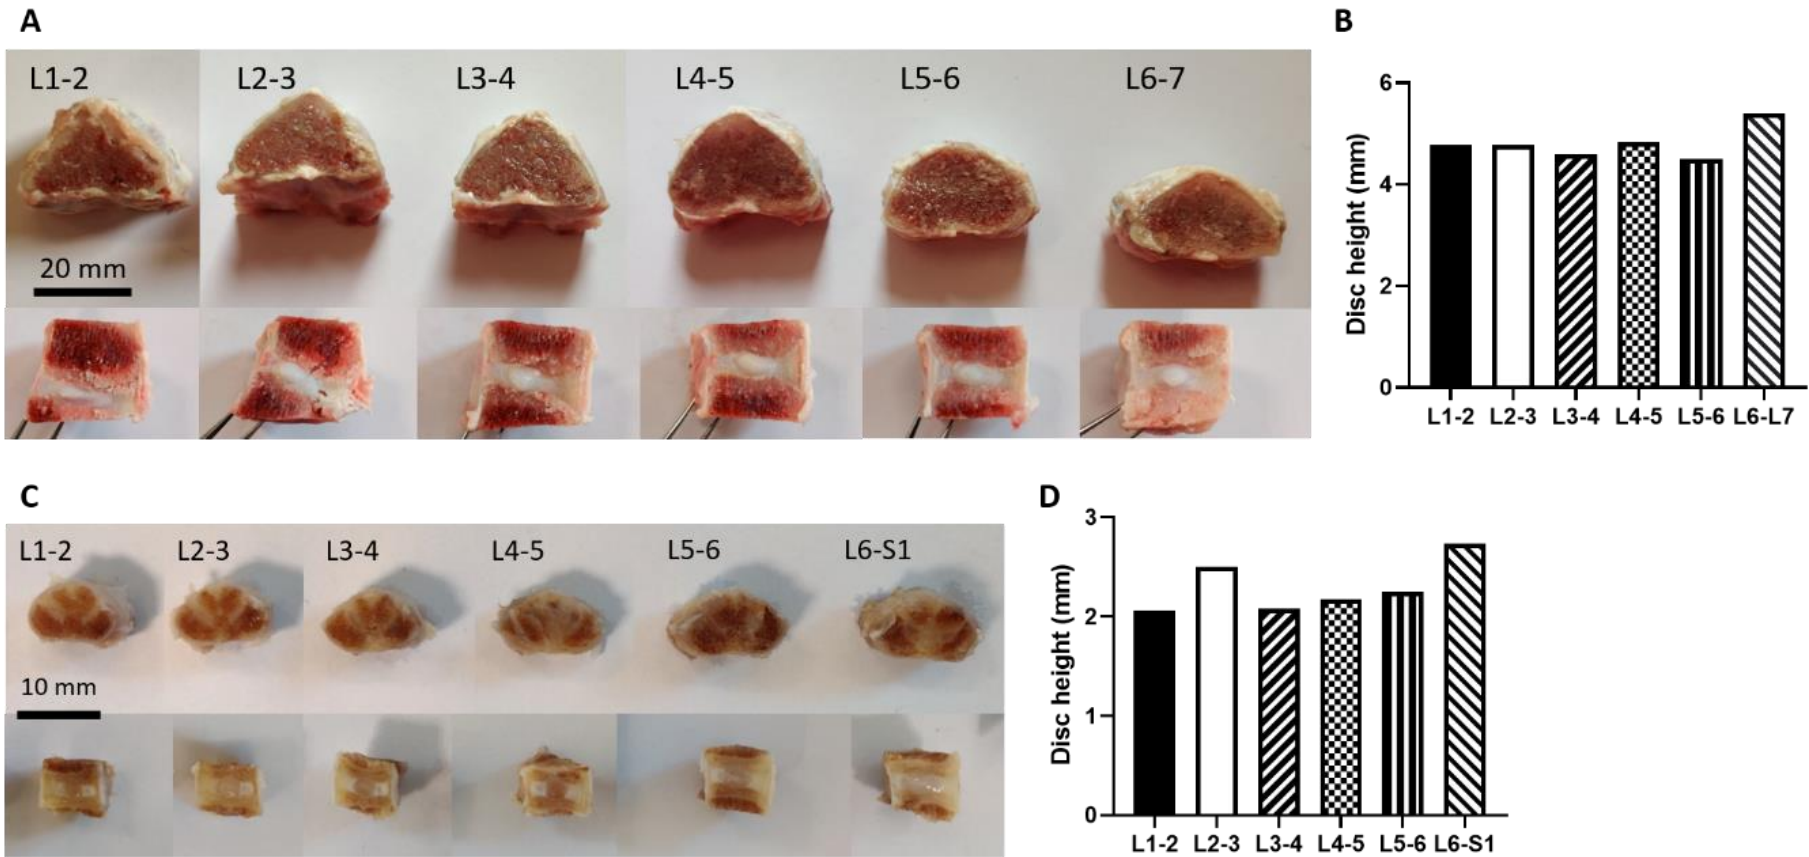 A
L1-2 L2-3 L3-4 L4-5 L5-6 L6-7
20 mm
B
Disc height (mm)
6
4
2
0
L1-2 L2-3 L3-4 L4-5 L5-6 L6-L7
C
L1-2 L2-3 L3-4 L4-5 L5-6 L6-S1
10 mm
D
Disc height (mm)
3
2
1
0
L1-2 L2-3 L3-4 L4-5 L5-6 L6-S1